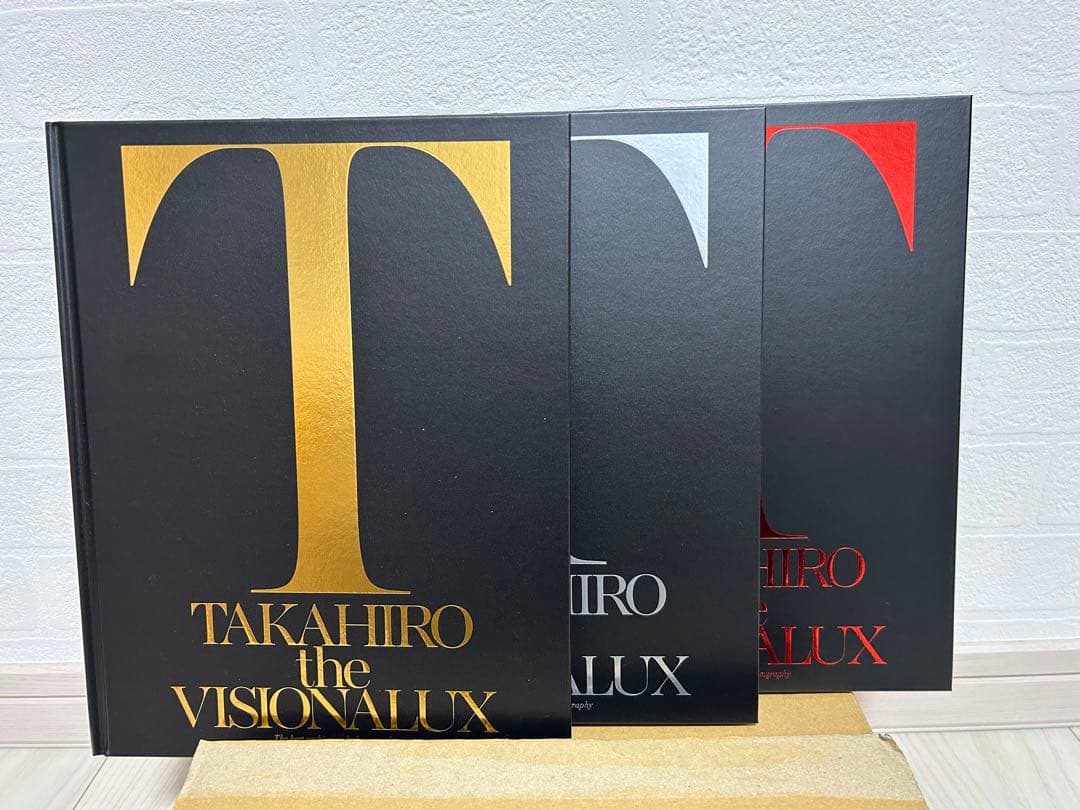 T
TAKAHIRO
the
VISIONALUX
HIRO
ALUX
HIRO
ALUX